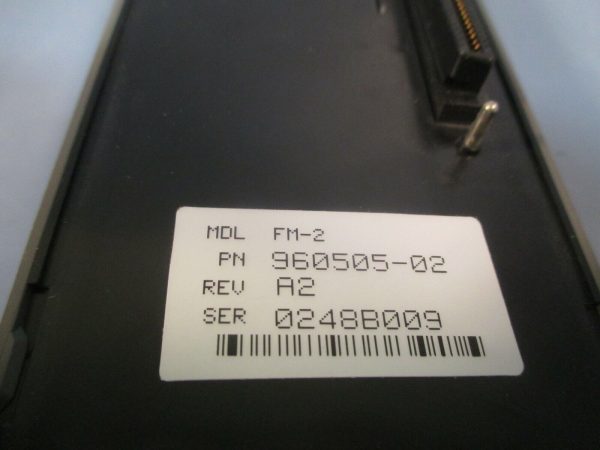 MDL FM-2
PN 960505-02
REV A2
SER 0248B009